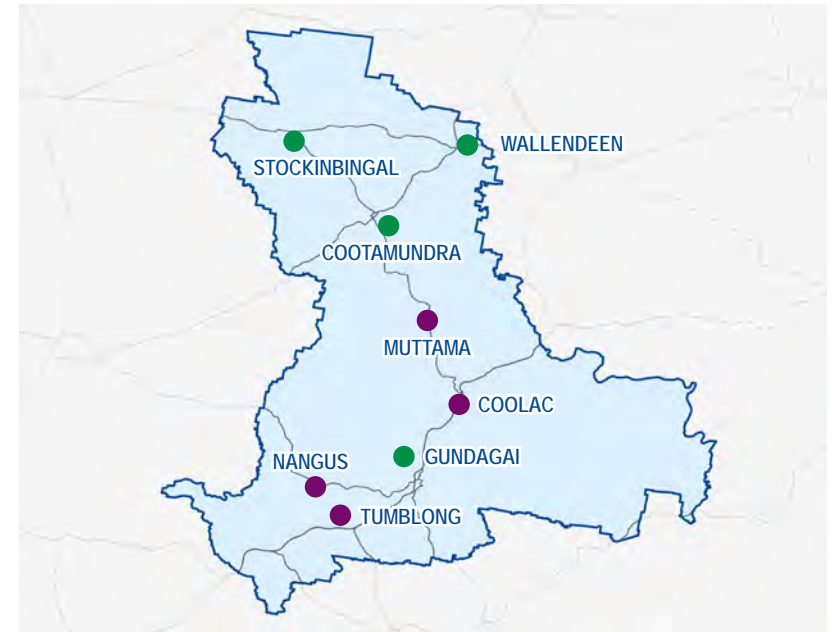 WALLENDEEN
STOCKINBINGAL
COOTAMUNDRA
MUTTAMA
COOLAC
GUNDAGAI
NANGUS
TUMBLONG